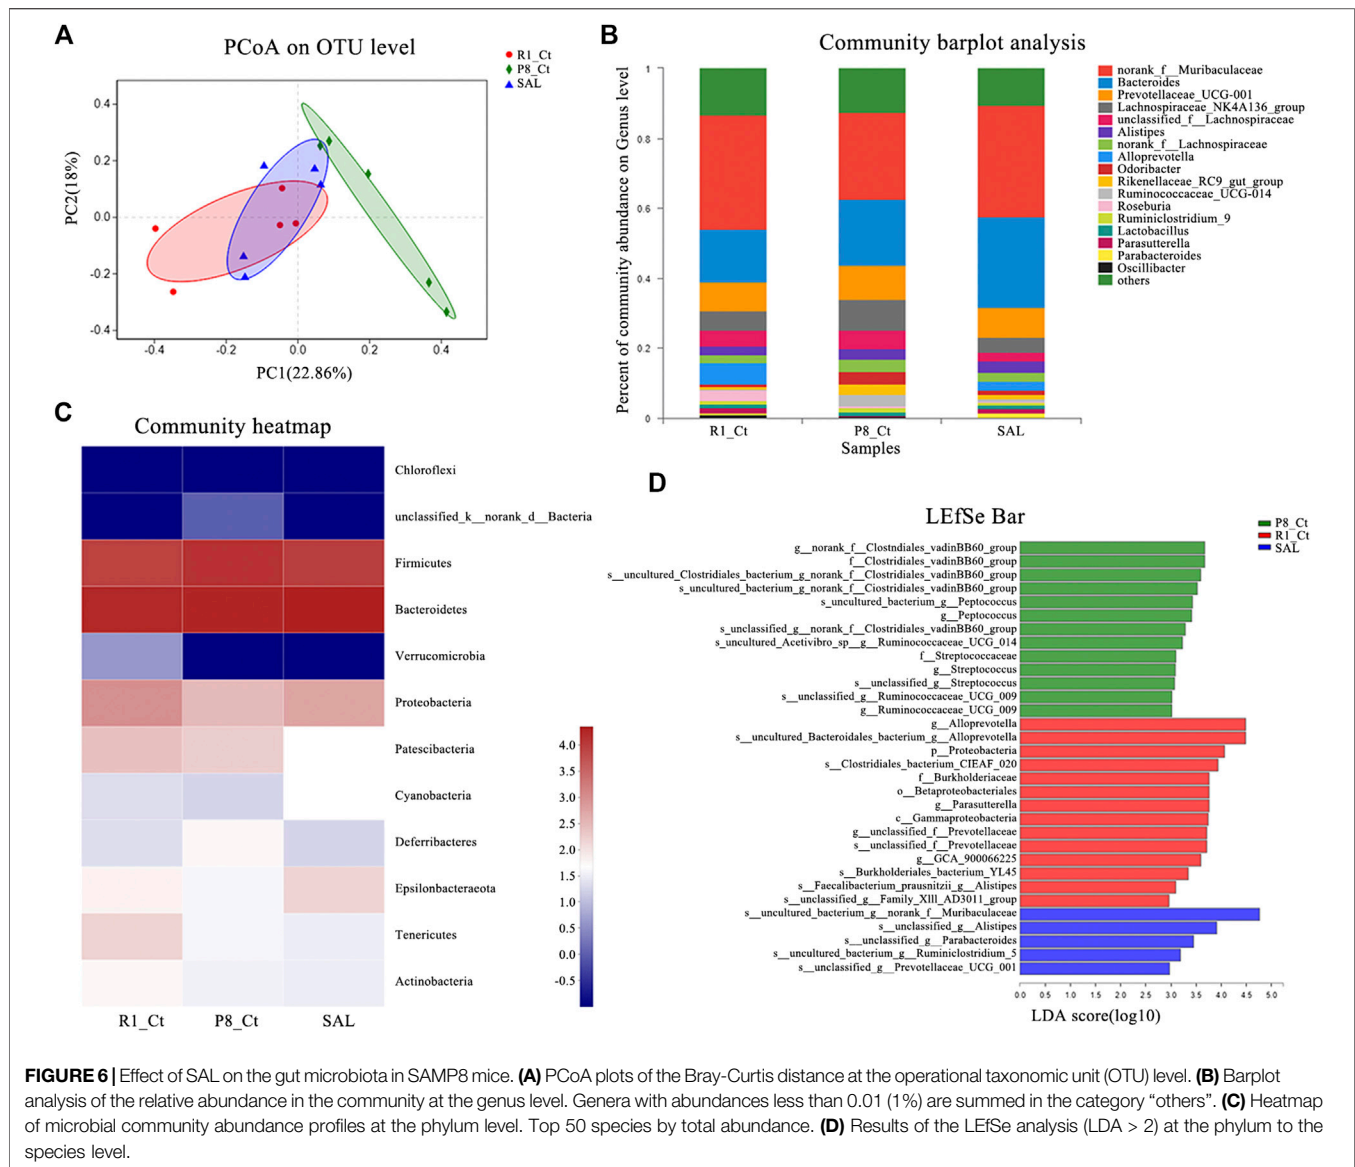 A
PCoA on OTU level
R1_Ct
P8_Ct
SAL
0.4
0.2
0.0
-0.2
-0.4
PC2(18%)
-0.4
-0.2
0.0
0.2
0.4
PC1(22.86%)
B
Community barplot analysis
Percent of community abundance on Genus level
1
0.8
0.6
0.4
0.2
0
R1_Ct
P8_Ct
SAL
Samples
norank_f__Muribaculaceae
Bacteroides
Prevotellaceae_UCG-001
Lachnospiraceae_NK4A136_group
unclassified_f__Lachnospiraceae
Alistipes
norank_f__Lachnospiraceae
Alloprevotella
Odoribacter
Rikenellaceae_RC9_gut_group
Ruminococcaceae_UCG-014
Roseburia
Ruminiclostridium_9
Lactobacillus
Parasutterella
Parabacteroides
Oscillibacter
others
C
Community heatmap
Chloroflexi
unclassified_k__norank_d__Bacteria
Firmicutes
Bacteroidetes
Verrucomicrobia
Proteobacteria
Patescibacteria
Cyanobacteria
Deferribacteres
Epsilonbacteraeota
Tenericutes
Actinobacteria
R1_Ct
P8_Ct
SAL
4.0
3.5
3.0
2.5
2.0
1.5
1.0
0.5
0.0
-0.5
D
LEfSe Bar
P8_Ct
R1_Ct
SAL
g__norank_f__Clostndiales_vadinBB60_group
f__Clostridiales_vadinBB60_group
s__uncultured_Clostridiales_bacterium_g_norank_f__Clostridiales_vadinBB60_group
s_uncultured_bacterium_g_norank_f__Clostridiales_vadinBB60_group
s_uncultured_bacterium_g__Peptococcus
g__Peptococcus
s_unclassified_g__norank_f__Clostridiales_vadinBB60_group
s_uncultured_Acetivibro_sp__g__Ruminococcaceae_UCG_014
f__Streptococcaceae
g__Streptococcus
s__unclassified_g__Streptococcus
s__unclassified_g__Ruminococcaceae_UCG_009
g__Ruminococcaceae_UCG_009
g__Alloprevotella
s__uncultured_Bacteroidales_bacterium_g__Alloprevotella
p__Proteobacteria
s__Clostridiales_bacterium_CIEAF_020
f__Burkholderiaceae
o__Betaproteobacteriales
g__Parasutterella
c__Gammaproteobacteria
g__unclassified_f__Prevotellaceae
s__unclassified_f__Prevotellaceae
g__GCA_900066225
s__Burkholderiales_bacterium_YL45
s__Faecalibacterium_prausnitzii_g__Alistipes
s__unclassified_g__Family_XIII_AD3011_group
s__uncultured_bacterium_g__norank_f__Muribaculaceae
s__unclassified_g__Alistipes
s__unclassified_g__Parabacteroides
s__uncultured_bacterium_g__Ruminiclostridium_5
s__unclassified_g__Prevotellaceae_UCG_001
0.0 0.5 1.0 1.5 2.0 2.5 3.0 3.5 4.0 4.5 5.0
LDA score(log10)
FIGURE 6 | Effect of SAL on the gut microbiota in SAMP8 mice. (A) PCoA plots of the Bray-Curtis distance at the operational taxonomic unit (OTU) level. (B) Barplot
analysis of the relative abundance in the community at the genus level. Genera with abundances less than 0.01 (1%) are summed in the category “others”. (C) Heatmap
of microbial community abundance profiles at the phylum level. Top 50 species by total abundance. (D) Results of the LEfSe analysis (LDA > 2) at the phylum to the
species level.